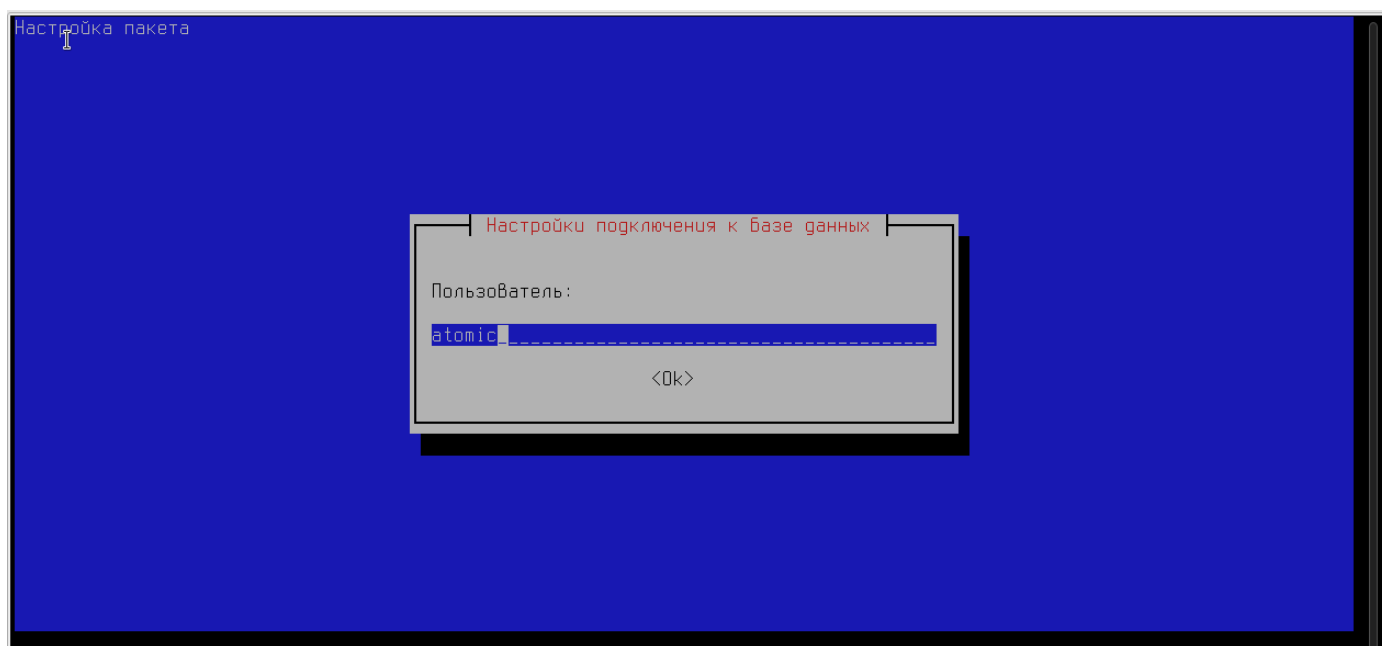 Настройка пакета
Настройки подключения к базе данных
Пользователь:
atomic
<Ok>